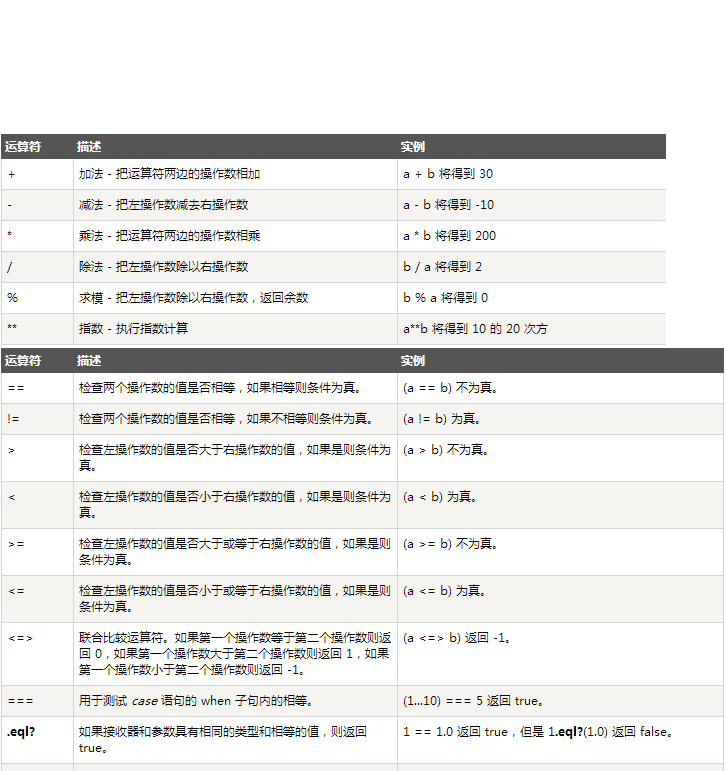 运算符 描述 实例
+ 加法 - 把运算符两边的操作数相加 a + b 将得到 30
- 减法 - 把左操作数减去右操作数 a - b 将得到 -10
* 乘法 - 把运算符两边的操作数相乘 a * b 将得到 200
/ 除法 - 把左操作数除以右操作数 b / a 将得到 2
% 求模 - 把左操作数除以右操作数，返回余数 b % a 将得到 0
** 指数 - 执行指数计算 a**b 将得到 10 的 20 次方
运算符 描述 实例
== 检查两个操作数的值是否相等，如果相等则条件为真。 (a == b) 不为真。
!= 检查两个操作数的值是否相等，如果不相等则条件为真。 (a != b) 为真。
> 检查左操作数的值是否大于右操作数的值，如果是则条件为 (a > b) 不为真。
真。
< 检查左操作数的值是否小于右操作数的值，如果是则条件为 (a < b) 为真。
真。
>= 检查左操作数的值是否大于或等于右操作数的值，如果是则 (a >= b) 不为真。
条件为真。
<= 检查左操作数的值是否小于或等于右操作数的值，如果是则 (a <= b) 为真。
条件为真。
<=> 联合比较运算符。如果第一个操作数等于第二个操作数则返 (a <=> b) 返回 -1。
回 0，如果第一个操作数大于第二个操作数则返回 1，如果
第一个操作数小于第二个操作数则返回 -1。
=== 用于测试 case 语句的 when 子句内的相等。 (1...10) === 5 返回 true。
.eql? 如果接收器和参数具有相同的类型和相等的值，则返回 1 == 1.0 返回 true，但是 1.eql?(1.0) 返回 false。
true。